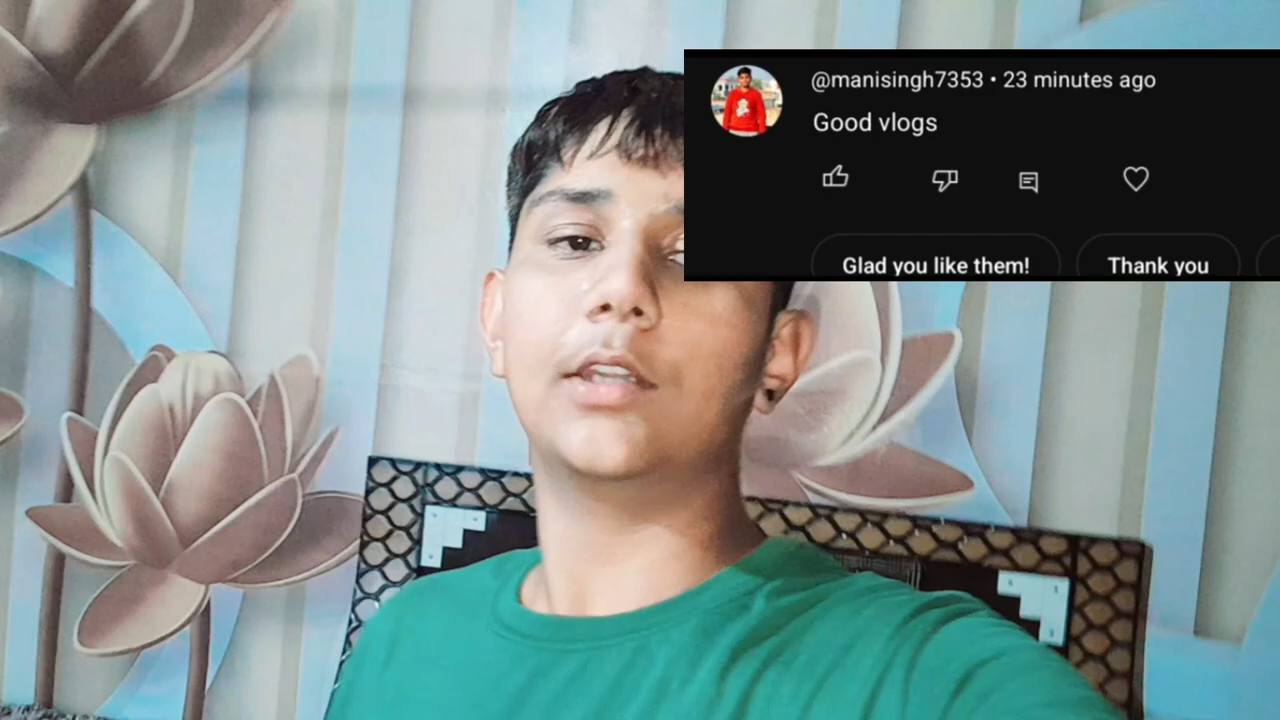 @manisingh7353 • 23 minutes ago
Good vlogs
Glad you like them!
Thank you